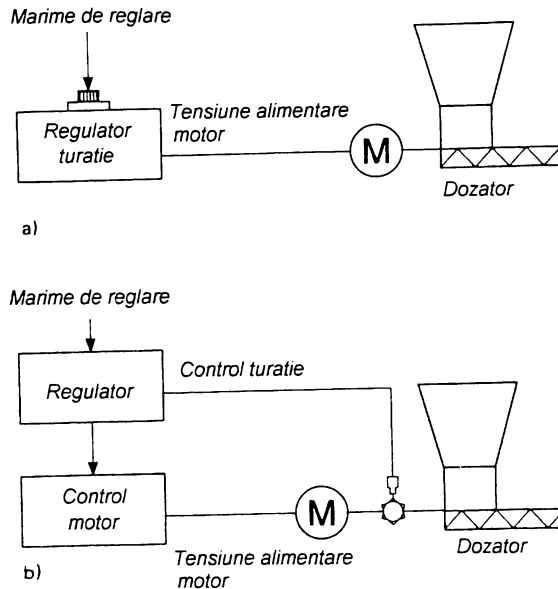 Marime de reglare
Tensiune alimentare
motor
Regulator
turatie
M
Dozator
a)
Marime de reglare
Regulator
Control turatie
Control
motor
M
Tensiune alimentare
motor
Dozator
b)